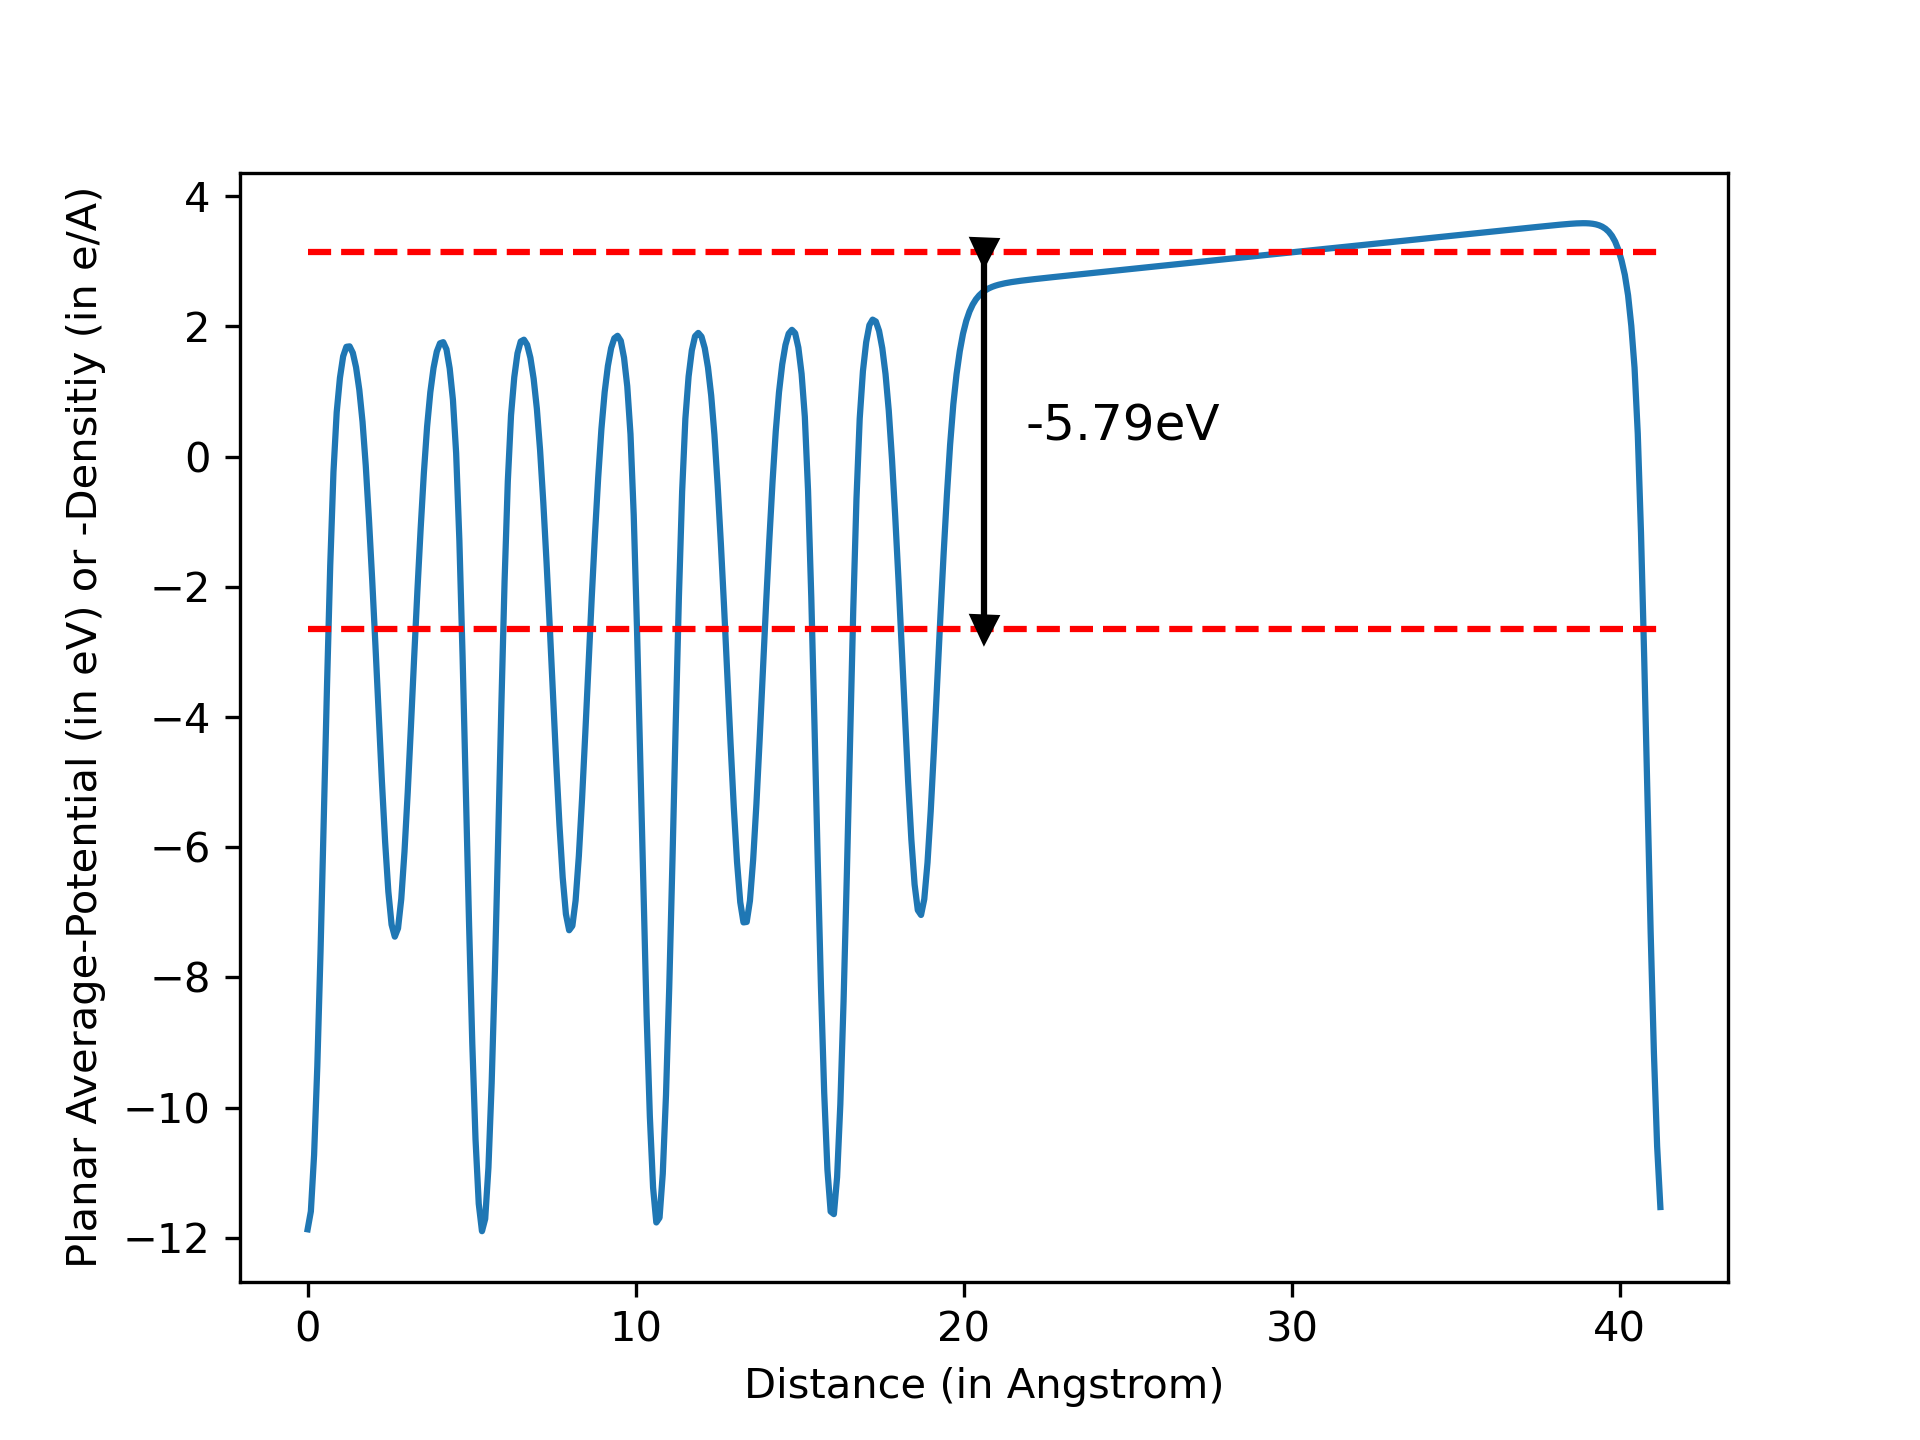 Planar Average-Potential (in eV) or -Densitiy (in e/A)
4
2
0
−2
−4
−6
−8
−10
−12
-5.79eV
0 10 20 30 40
Distance (in Angstrom)